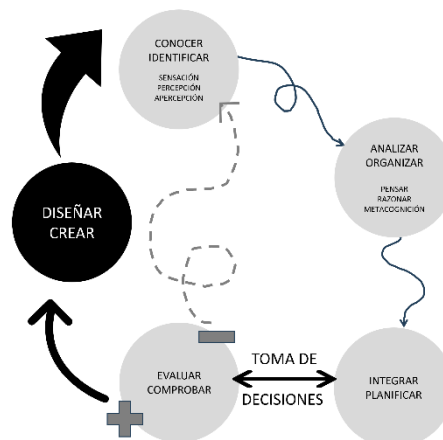 CONOCER
IDENTIFICAR
SENSACIÓN
PERCEPCIÓN
APERCEPCIÓN
ANALIZAR
ORGANIZAR
PENSAR
RAZONAR
METACOGNICIÓN
DISEÑAR
CREAR
EVALUAR
COMPROBAR
TOMA DE
DECISIONES
INTEGRAR
PLANIFICAR